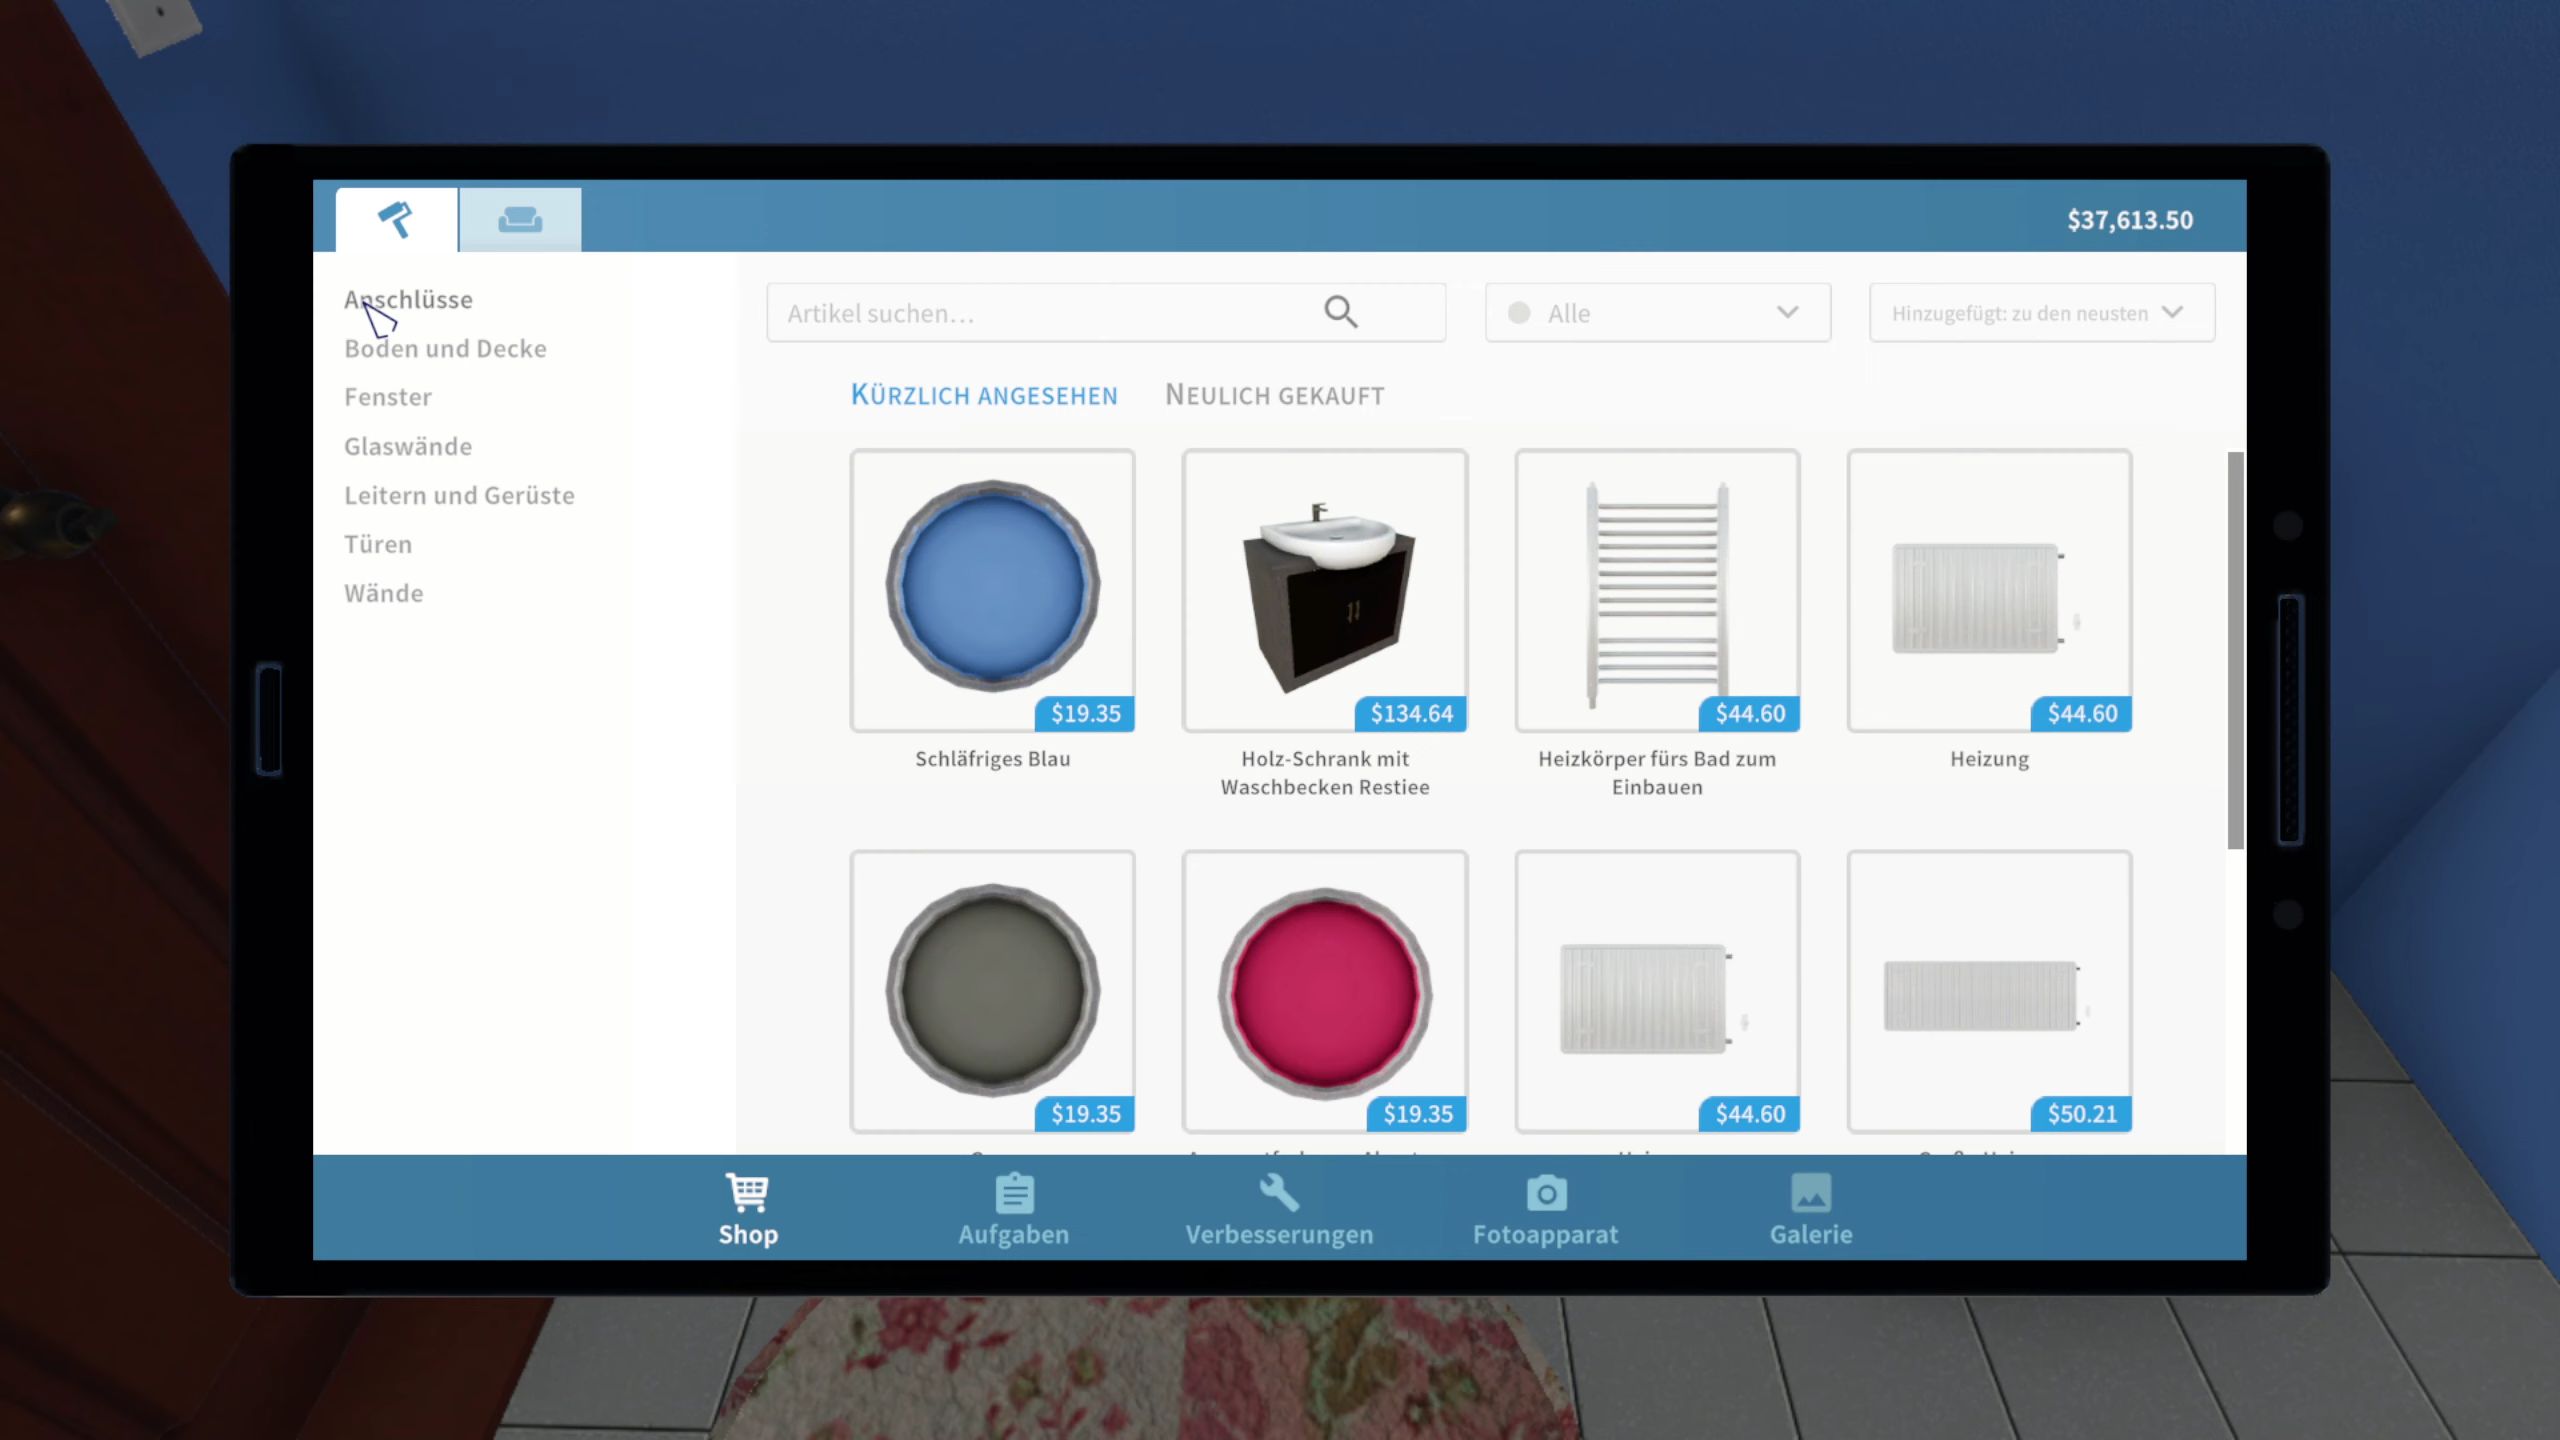 $37,613.50
Anschlüsse
Boden und Decke
Fenster
Glaswände
Leitern und Gerüste
Türen
Wände
Artikel suchen...
Alle
Hinzugefügt: zu den neusten
KÜRZLICH ANGESEHEN
NEULICH GEKAUFT
$19.35
$134.64
$44.60
$44.60
Schläfriges Blau
Holz-Schrank mit
Waschbecken Restiee
Heizkörper fürs Bad zum
Einbauen
Heizung
$19.35
$19.35
$44.60
$50.21
Shop
Aufgaben
Verbesserungen
Fotoapparat
Galerie